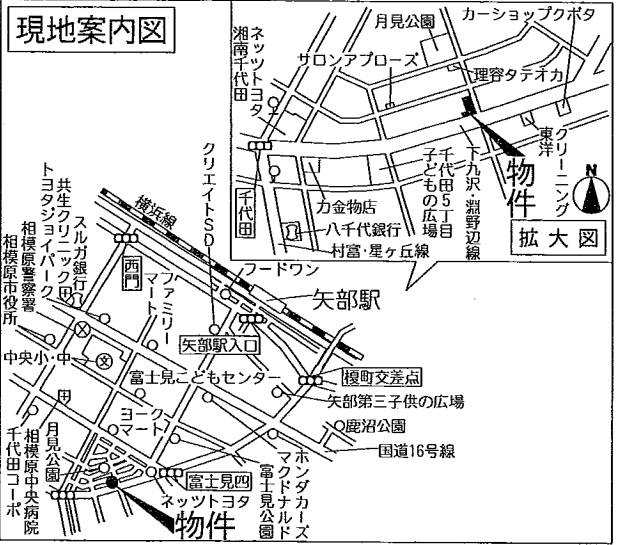 現地案内図
月見公園
カーショップクボタ
ネッツトヨタ
湘南千代田
サロンアプローズ
理容タテオカ
クリーニング
東洋
物件
N
拡大図
下九沢・淵野辺線
千代田5丁目
子どもの広場
千代田
力金物店
八千代銀行
村富・星ヶ丘線
クリエイトSD
横浜線
フードワン
矢部駅
スルガ銀行
共生クリニック
トヨタジョイパーク
相模原警察署
相模原市役所
西門
ファミリー
マート
矢部駅入口
中央小・中
文
富士見こどもセンター
榎町交差点
矢部第三子供の広場
鹿沼公園
国道16号線
ヨーク
マート
月見公園
相模原中央病院
千代田コーポ
富士見四
ネッツトヨタ
物件
富士見公園
マクドナルド
ホンダカーズ